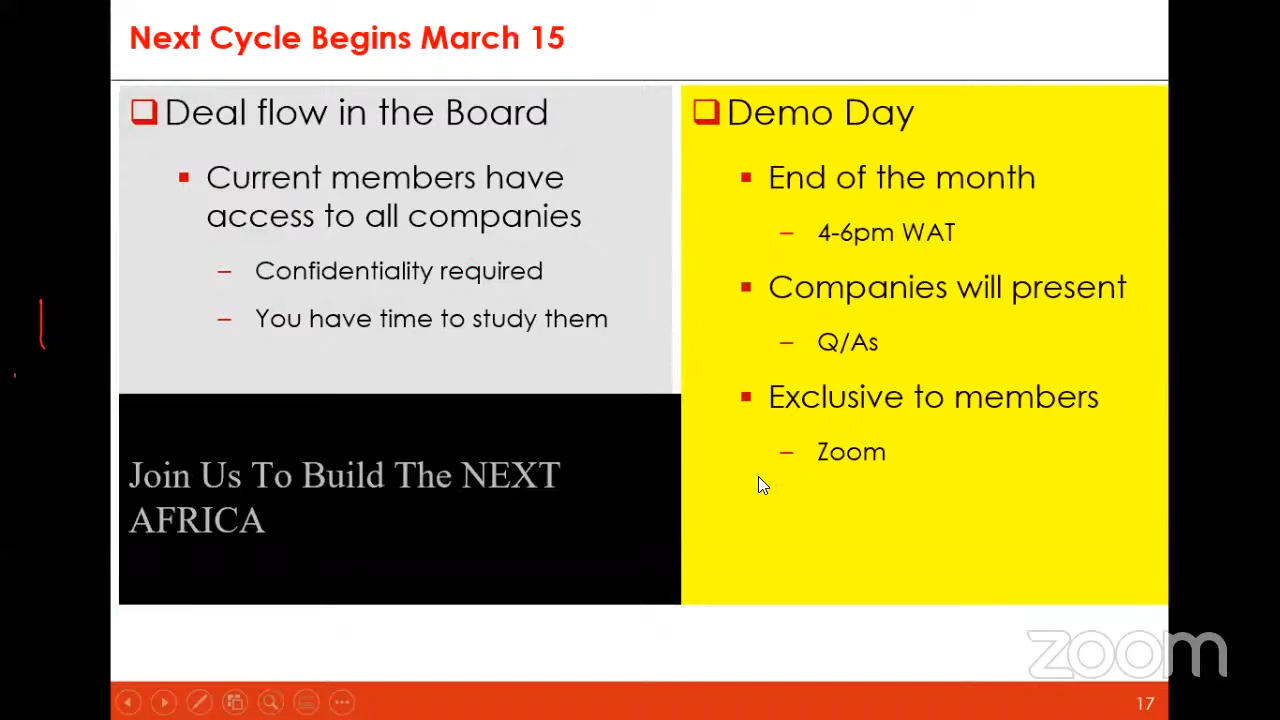 Next Cycle Begins March 15
Deal flow in the Board
Current members have
access to all companies
– Confidentiality required
– You have time to study them
Join Us To Build The NEXT
AFRICA
Demo Day
End of the month
– 4-6pm WAT
Companies will present
– Q/As
Exclusive to members
– Zoom
zoom
17